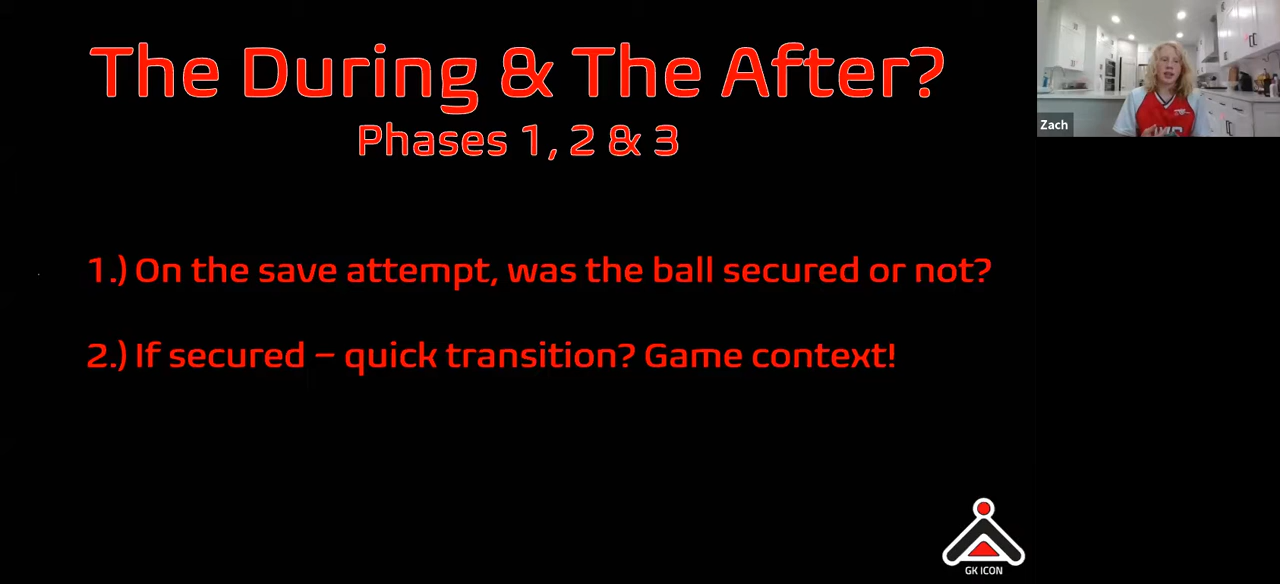 The During & The After?
Phases 1, 2 & 3
Zach
1.) On the save attempt, was the ball secured or not?
2.) If secured – quick transition? Game context!
GK ICON